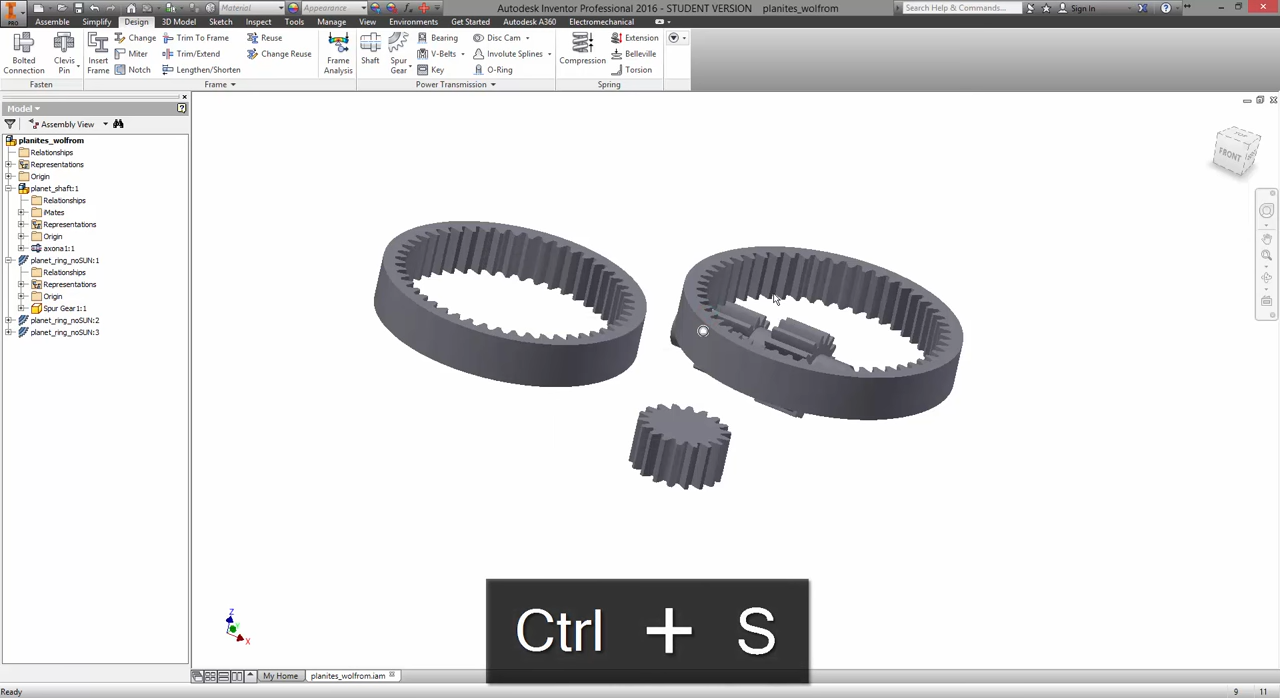 Autodesk Inventor Professional 2016 - STUDENT VERSION planites_wolfrom
Search Help & Commands...
Sign In
Material
Appearance
PRO
Assemble Simplify Design 3D Model Sketch Inspect Tools Manage View Environments Get Started Autodesk A360 Electromechanical
Bolted Connection
Clevis Pin
Insert Frame
Change
Miter
Notch
Trim To Frame
Trim/Extend
Lengthen/Shorten
Reuse
Change Reuse
Frame Analysis
Shaft
Spur Gear
Bearing
V-Belts
Key
Disc Cam
Involute Splines
O-Ring
Compression
Extension
Belleville
Torsion
Fasten Frame Power Transmission Spring
Model
Assembly View
planites_wolfrom
Relationships
Representations
Origin
planet_shaft:1
Relationships
iMates
Representations
Origin
axona1:1
planet_ring_noSUN:1
Relationships
Representations
Origin
Spur Gear1:1
planet_ring_noSUN:2
planet_ring_noSUN:3
TOP
FRONT
Z
X
Ctrl + S
My Home planites_wolfrom.iam
Ready 9 11